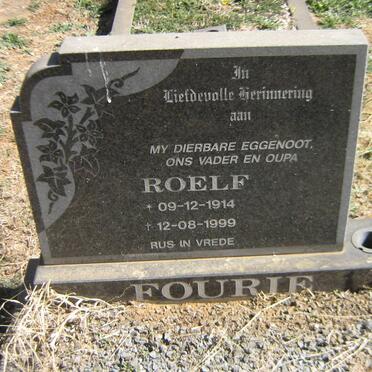 In
Liefdevolle Herinnering
aan
MY DIERBARE EGGENOOT,
ONS VADER EN OUPA
ROELF
* 09-12-1914
† 12-08-1999
RUS IN VREDE
FOURIE